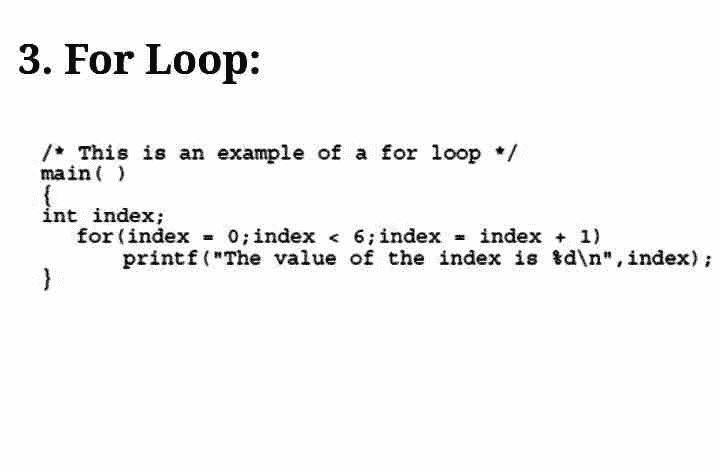 3. For Loop:
/* This is an example of a for loop */
main( )
{
int index;
for(index = 0;index < 6;index = index + 1)
printf("The value of the index is %d\n",index);
}